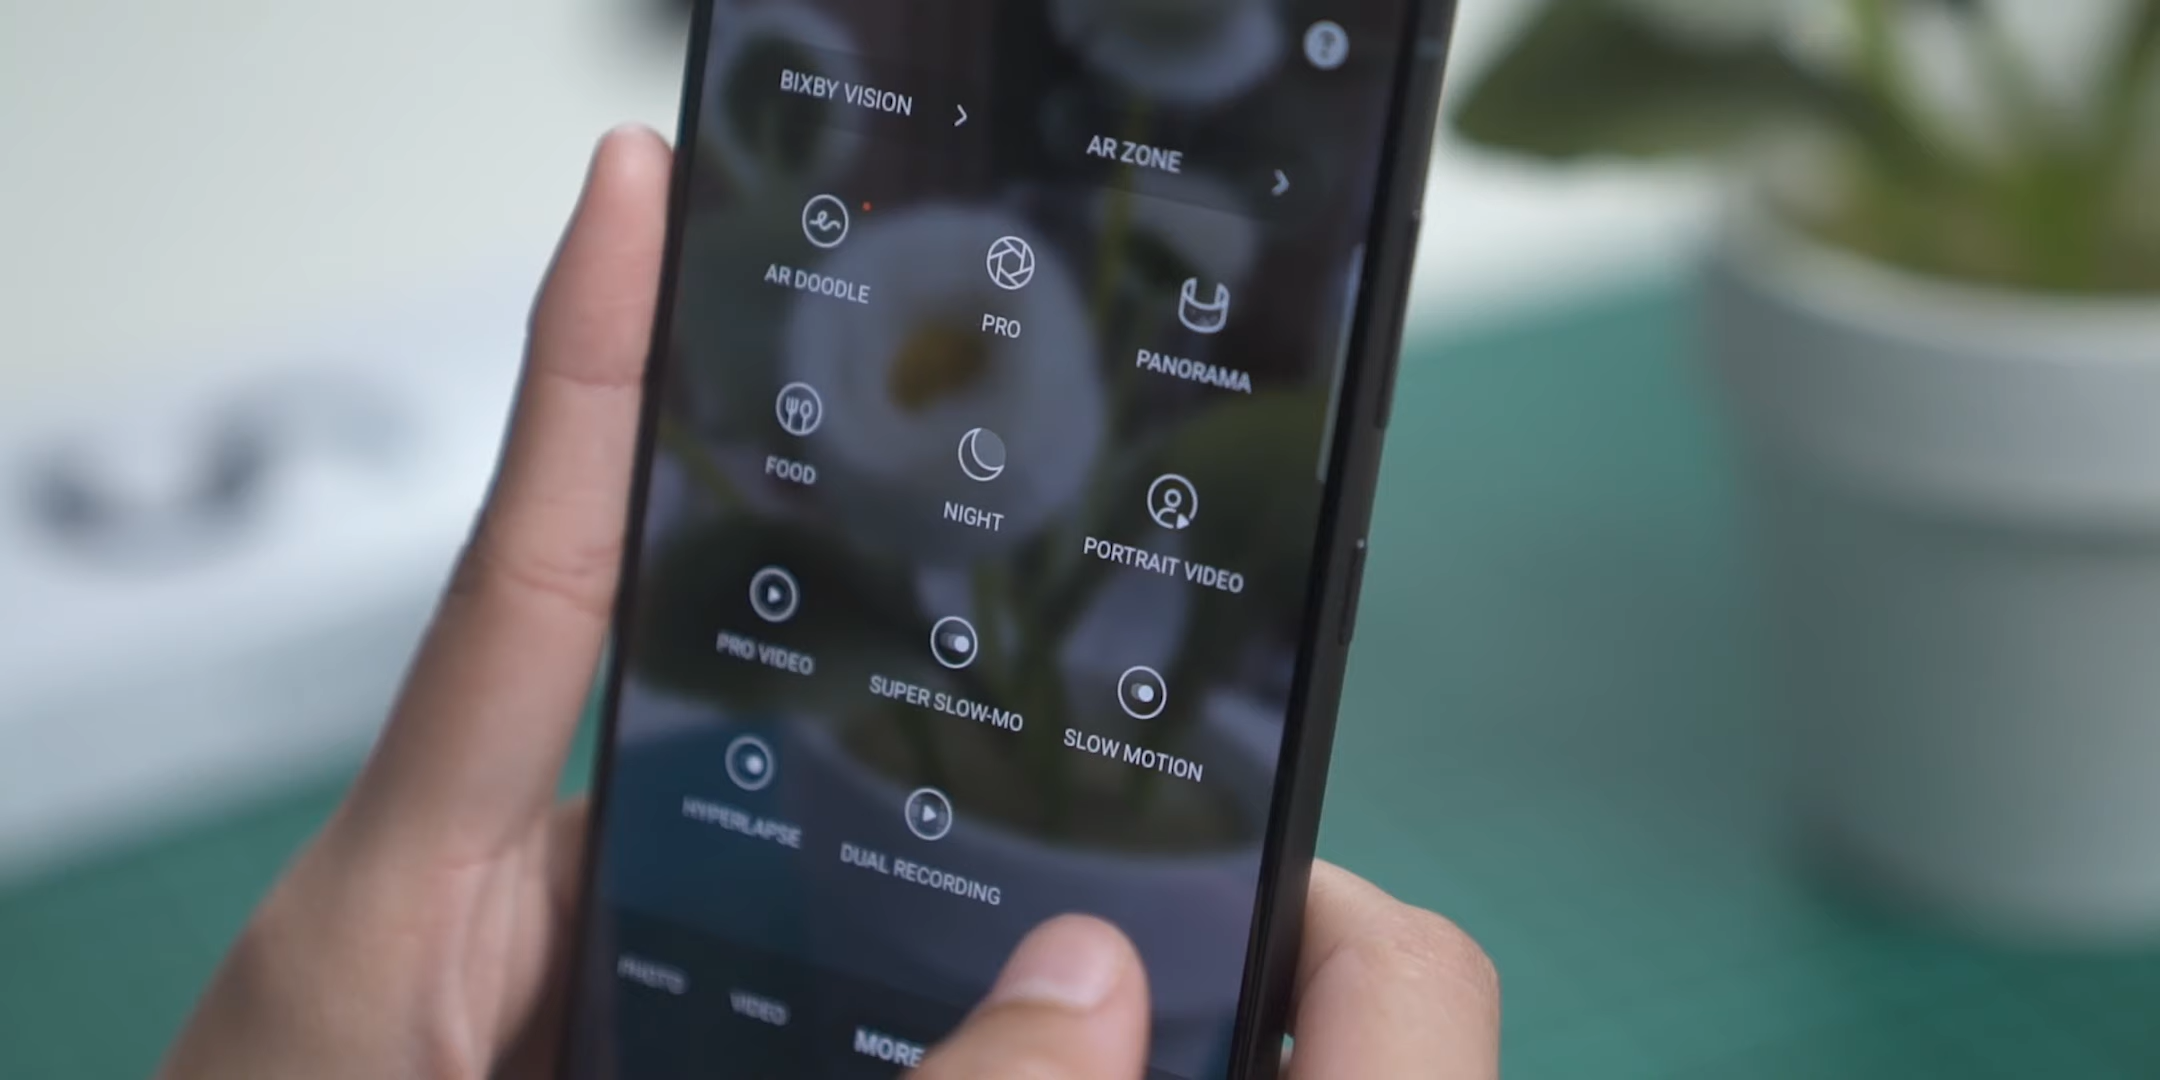 BIXBY VISION
AR ZONE
AR DOODLE
PRO
PANORAMA
FOOD
NIGHT
PORTRAIT VIDEO
PRO VIDEO
SUPER SLOW-MO
SLOW MOTION
HYPERLAPSE
DUAL RECORDING
PHOTO
VIDEO
MORE